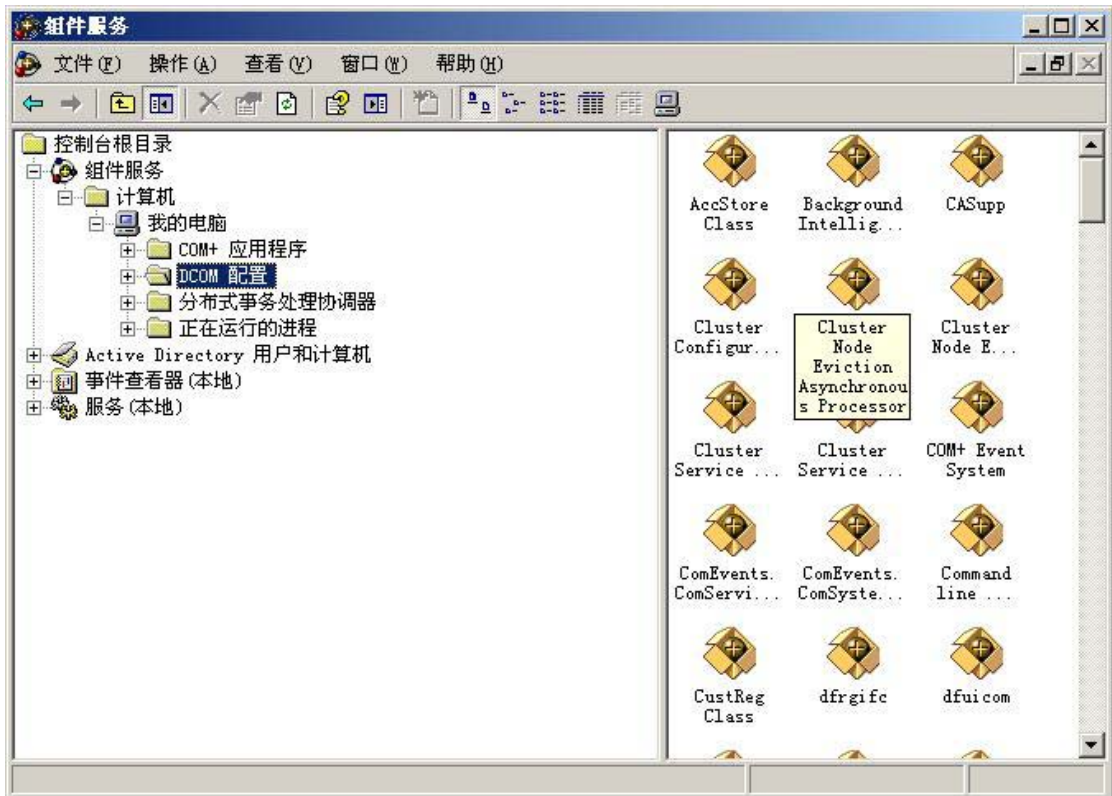 组件服务
文件(F) 操作(A) 查看(V) 窗口(W) 帮助(H)
控制台根目录
组件服务
计算机
我的电脑
COM+ 应用程序
DCOM 配置
分布式事务处理协调器
正在运行的进程
Active Directory 用户和计算机
事件查看器(本地)
服务(本地)
AccStore
Class
Background
Intellig...
CASupp
Cluster
Configur...
Cluster
Node
Eviction
Asynchronou
s Processor
Cluster
Node E...
Cluster
Service ...
Cluster
Service ...
COM+ Event
System
ComEvents.
ComServi...
ComEvents.
ComSyste...
Command
line ...
CustReg
Class
dfrgifc
dfuicom